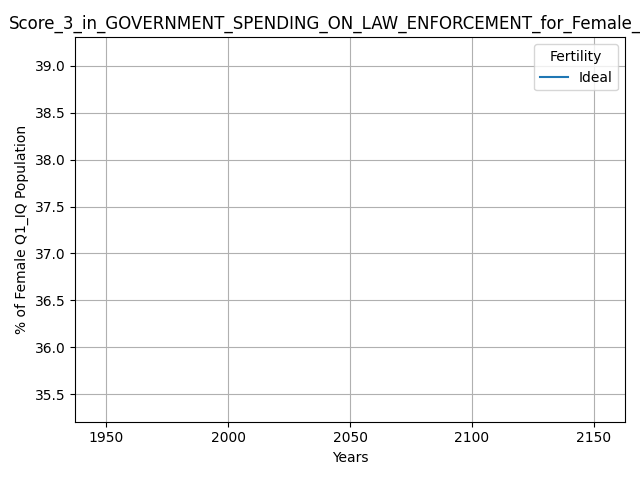 Score_3_in_GOVERNMENT_SPENDING_ON_LAW_ENFORCEMENT_for_Female_
Fertility
Ideal
39.0
38.5
38.0
37.5
37.0
36.5
36.0
35.5
% of Female Q1_IQ Population
1950 2000 2050 2100 2150
Years